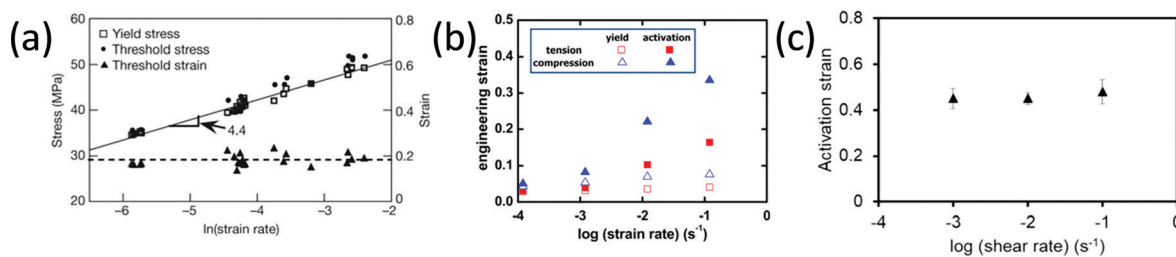 (a)
□ Yield stress
• Threshold stress
▲ Threshold strain
Stress (MPa)
60
50
40
30
20
0.8
0.6
0.4
0.2
0
Strain
4.4
-6
-5
-4
-3
-2
ln(strain rate)
(b)
engineering strain
0.5
0.4
0.3
0.2
0.1
0.0
yield activation
tension
compression
-4
-3
-2
-1
0
log (strain rate) (s⁻¹)
(c)
Activation strain
0.8
0.6
0.4
0.2
0
-4
-3
-2
-1
0
log (shear rate) (s⁻¹)